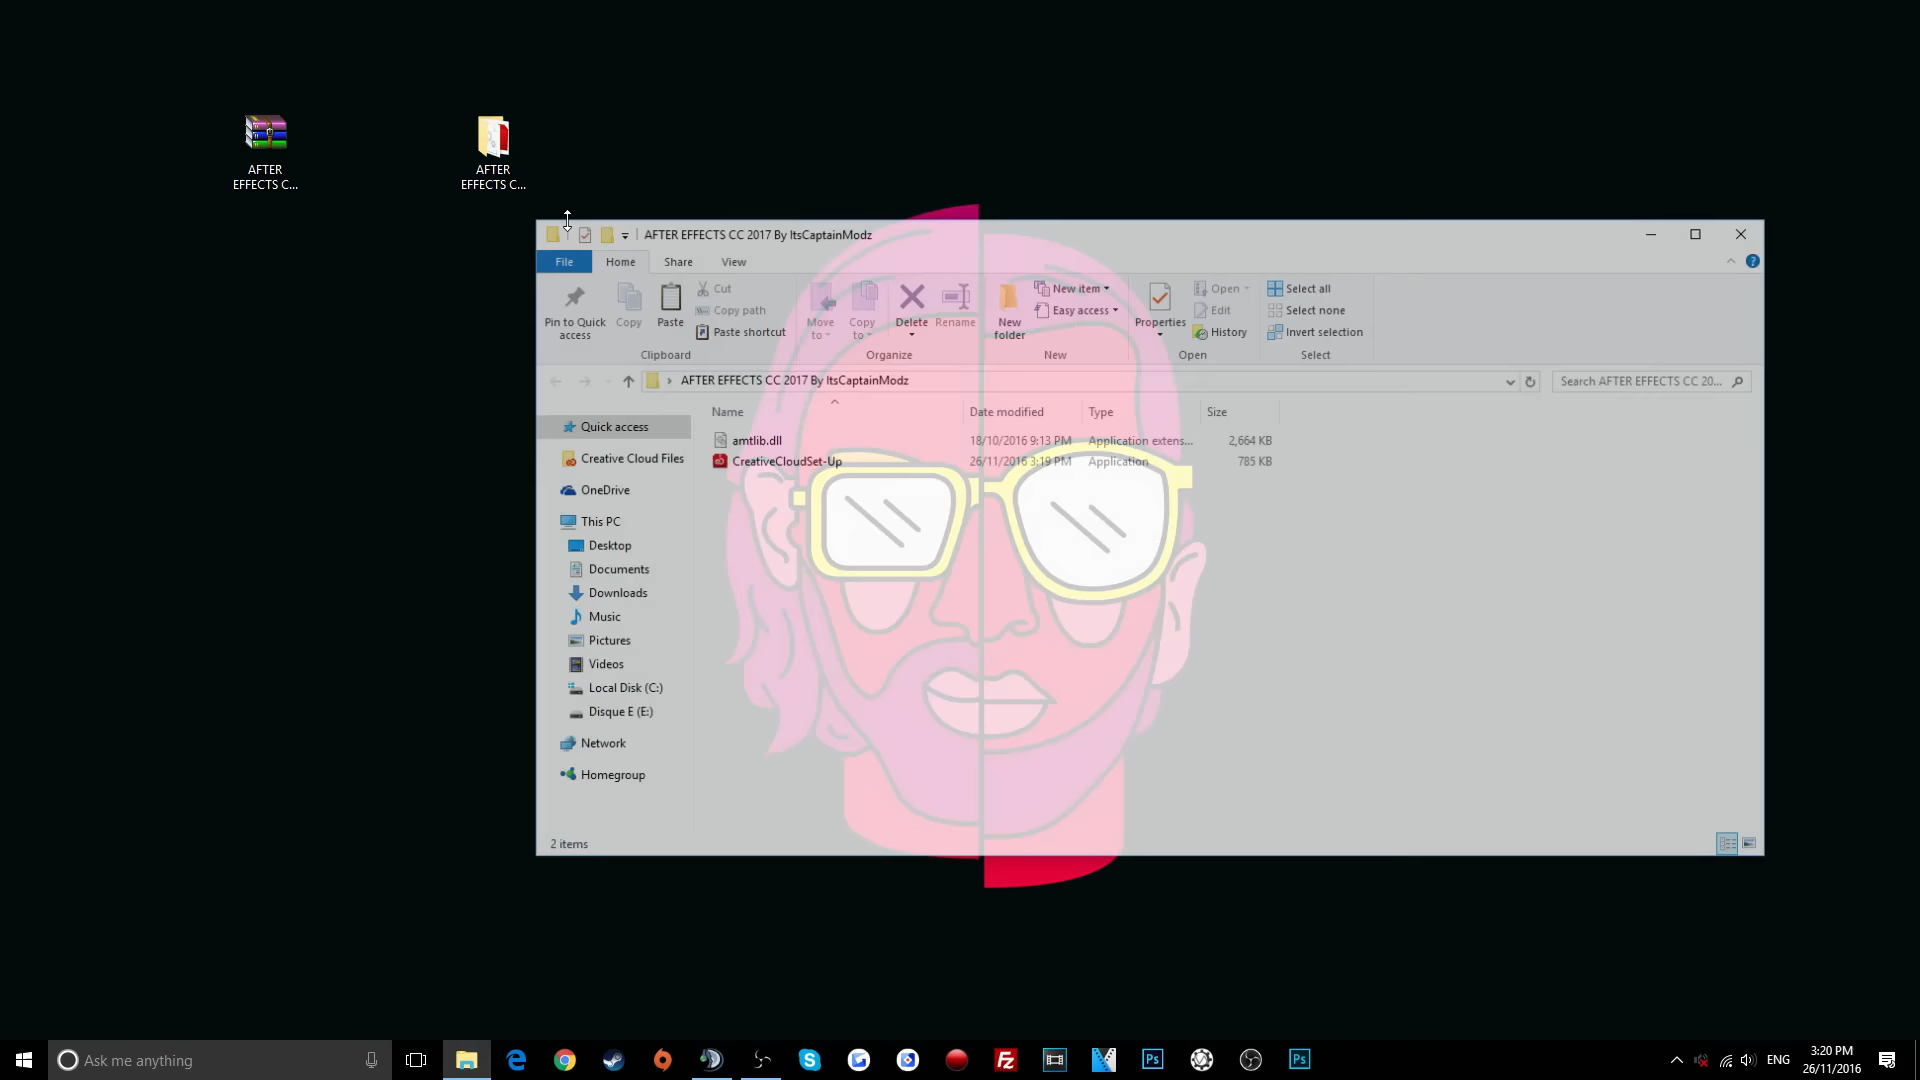 AFTER
EFFECTS C...
AFTER
EFFECTS C...
AFTER EFFECTS CC 2017 By ItsCaptainModz
File
Home
Share
View
Pin to Quick
access
Copy
Paste
Cut
Copy path
Paste shortcut
Clipboard
Move
to
Copy
to
Delete
Rename
Organize
New
folder
New item
Easy access
New
Properties
Open
Edit
History
Open
Select all
Select none
Invert selection
Select
AFTER EFFECTS CC 2017 By ItsCaptainModz
Search AFTER EFFECTS CC 20...
Name
Date modified
Type
Size
amtlib.dll
18/10/2016 9:13 PM
Application extens...
2,664 KB
CreativeCloudSet-Up
26/11/2016 3:19 PM
Application
785 KB
Quick access
Creative Cloud Files
OneDrive
This PC
Desktop
Documents
Downloads
Music
Pictures
Videos
Local Disk (C:)
Disque E (E:)
Network
Homegroup
2 items
Ask me anything
Fz
Ps
Ps
ENG
3:20 PM
26/11/2016